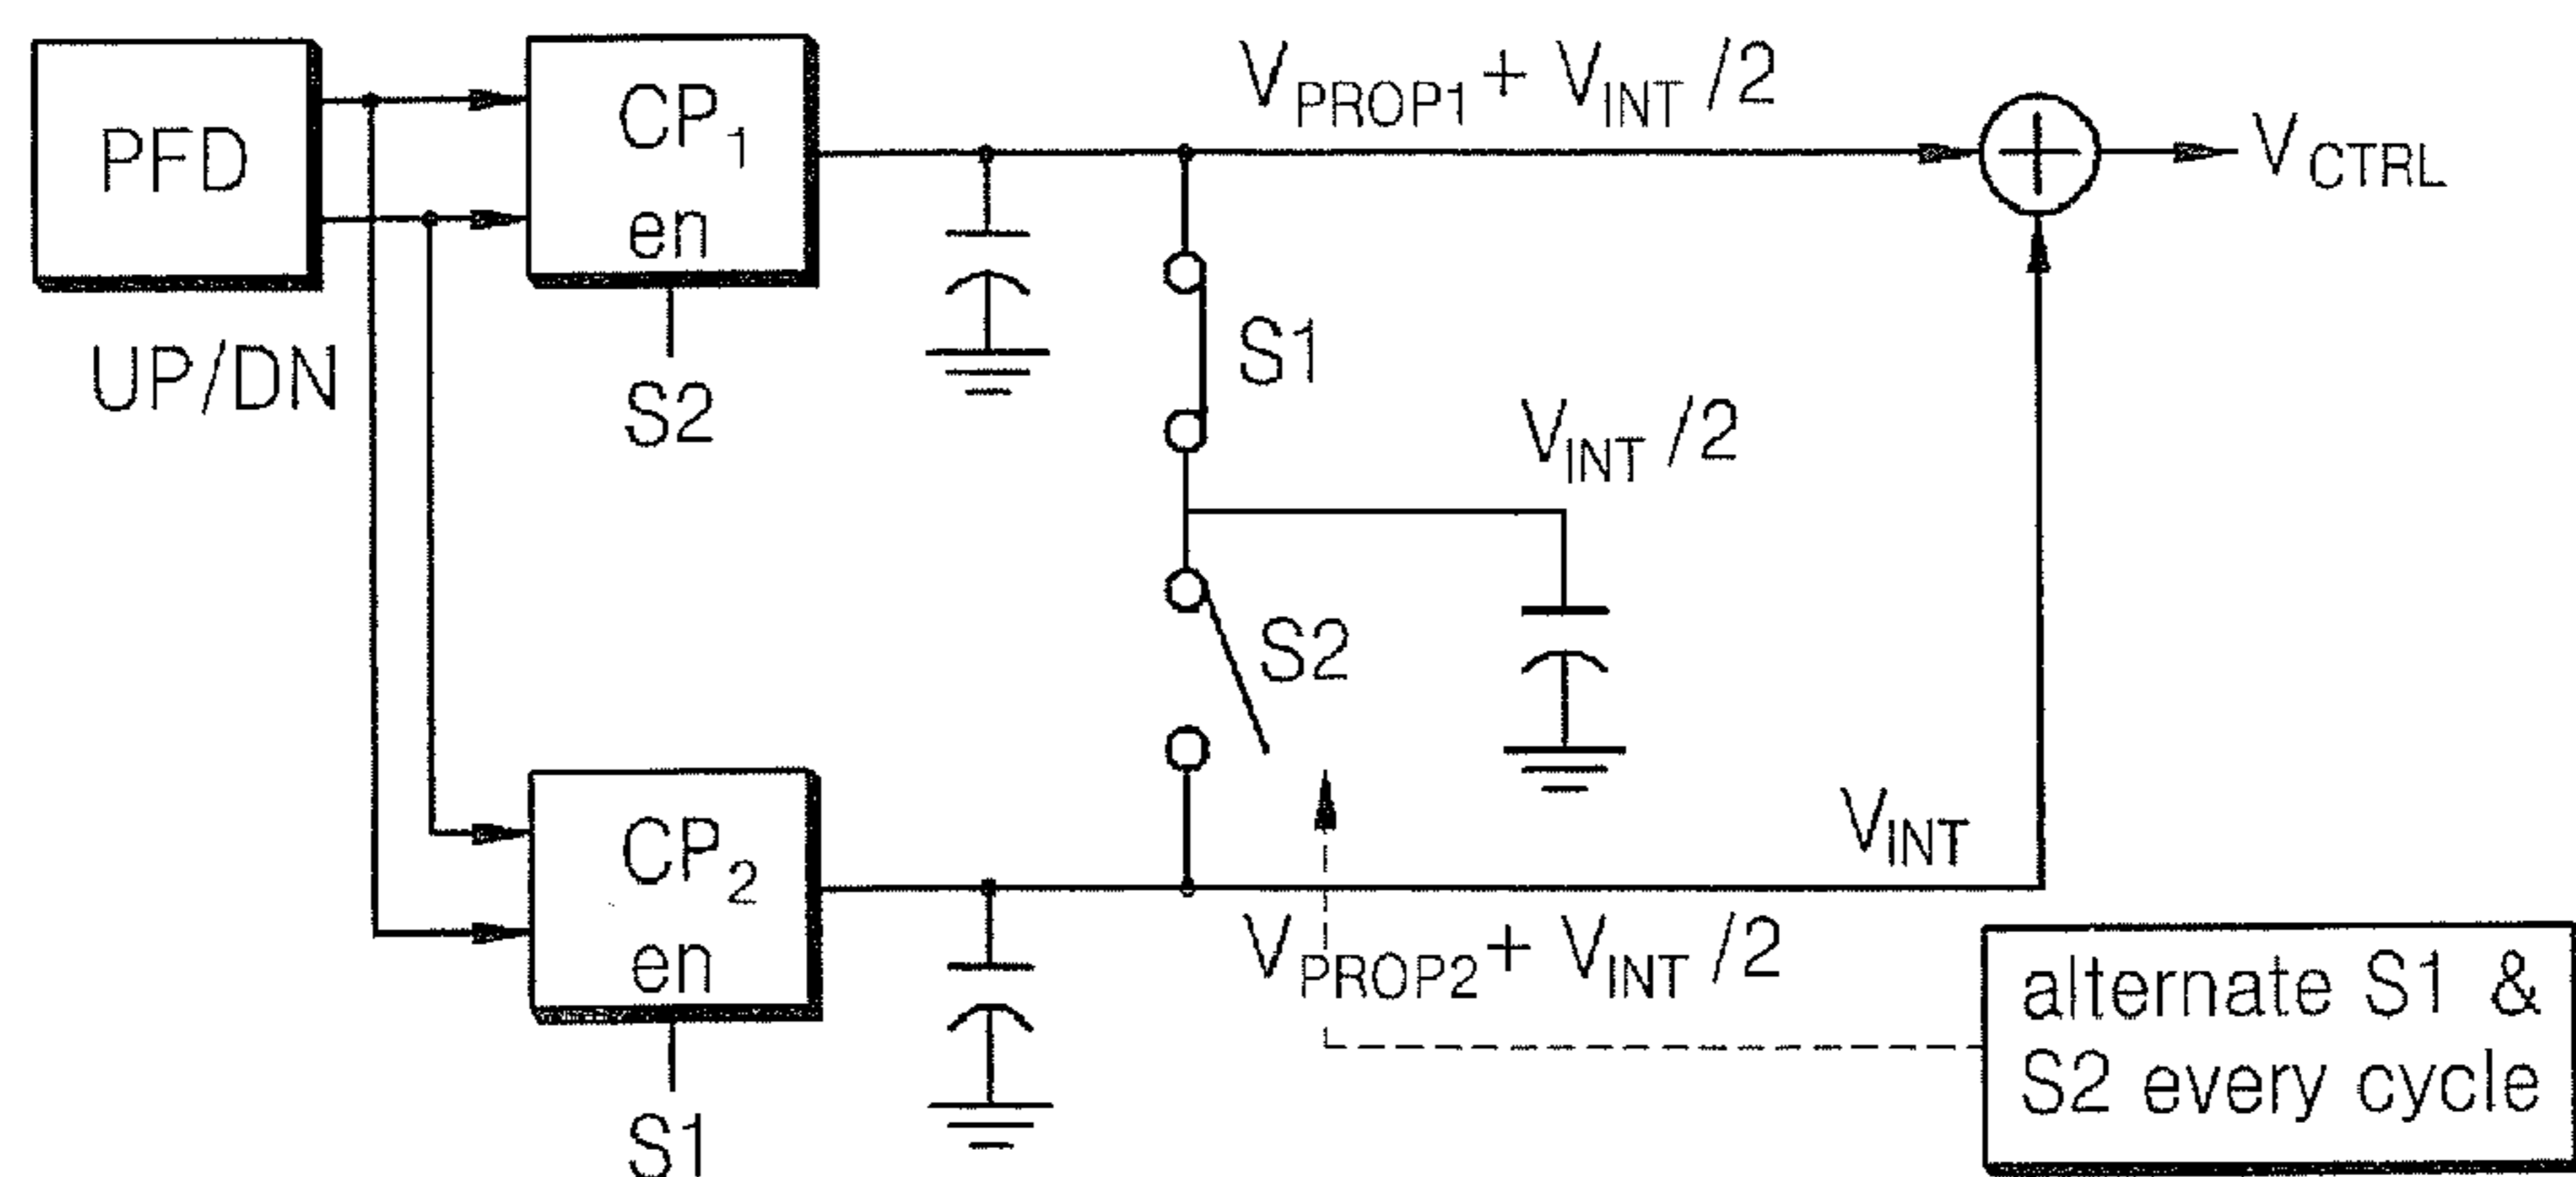 PFD
UP/DN
CP1
en
S2
VPROP1 + VINT /2
VCTRL
S1
VINT /2
S2
CP2
en
S1
VINT
VPROP2 + VINT /2
alternate S1 &
S2 every cycle